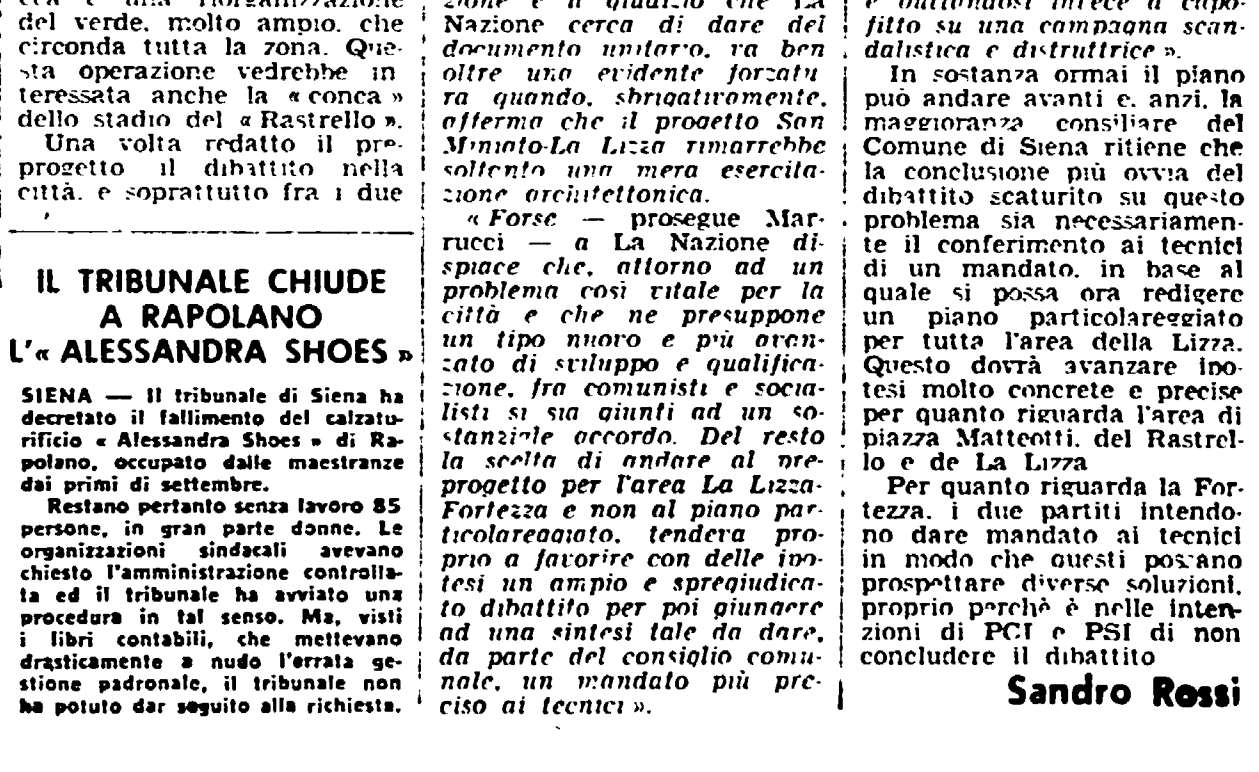 del verde, molto ampio, che
circonda tutta la zona. Que-
sta operazione vedrebbe in
teressata anche la « conca »
dello stadio del « Rastrello ».
Una volta redatto il pre-
progetto il dibattito nella
città, e soprattutto fra i due
IL TRIBUNALE CHIUDE
A RAPOLANO
L'« ALESSANDRA SHOES »
SIENA — Il tribunale di Siena ha
decretato il fallimento del calzatu-
rificio « Alessandra Shoes » di Ra-
polano, occupato dalle maestranze
dai primi di settembre.
Restano pertanto senza lavoro 85
persone, in gran parte donne. Le
organizzazioni sindacali avevano
chiesto l'amministrazione controlla-
ta ed il tribunale ha avviato una
procedura in tal senso. Ma, visti
i libri contabili, che mettevano
drasticamente a nudo l'errata ge-
stione padronale, il tribunale non
ha potuto dar seguito alla richiesta.
zione e a giudizio che La
Nazione cerca di dare del
documento unitario, va ben
oltre una evidente forzatu
ra quando, sbrigativamente,
afferma che il progetto San
Miniato-La Lizza rimarrebbe
soltento una mera esercita-
zione architettonica.
« Forse — prosegue Mar-
rucci — a La Nazione di-
spiace che, attorno ad un
problema così vitale per la
città e che ne presuppone
un tipo nuovo e più avan-
zato di sviluppo e qualifica-
zione, fra comunisti e socia-
listi si sia giunti ad un so-
stanziale accordo. Del resto
la scelta di andare al pre-
progetto per l'area La Lizza-
Fortezza e non al piano par-
ticolareggiato, tenderà pro-
prio a favorire con delle ipo-
tesi un ampio e spregiudica-
to dibattito per poi giungere
ad una sintesi tale da dare,
da parte del consiglio comu-
nale, un mandato più pre-
ciso ai tecnici ».
e buttandosi invece a capo-
fitto su una campagna scan-
dalistica e distruttrice ».
In sostanza ormai il piano
può andare avanti e, anzi, la
maggioranza consiliare del
Comune di Siena ritiene che
la conclusione più ovvia del
dibattito scaturito su questo
problema sia necessariamen-
te il conferimento ai tecnici
di un mandato, in base al
quale si possa ora redigere
un piano particolareggiato
per tutta l'area della Lizza.
Questo dovrà avanzare ipo-
tesi molto concrete e precise
per quanto riguarda l'area di
piazza Matteotti, del Rastrel-
lo e de La Lizza
Per quanto riguarda la For-
tezza, i due partiti intendo-
no dare mandato ai tecnici
in modo che questi possano
prospettare diverse soluzioni,
proprio perchè è nelle inten-
zioni di PCI e PSI di non
concludere il dibattito
Sandro Rossi